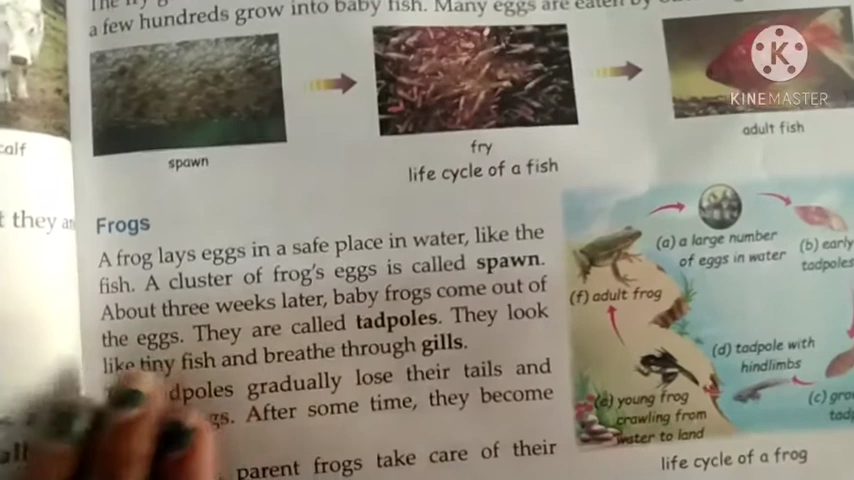 a few hundreds grow into baby fish. Many eggs are eaten by
KINEMASTER
calf
spawn
fry
adult fish
life cycle of a fish
t they
Frogs
A frog lays eggs in a safe place in water, like the
fish. A cluster of frog's eggs is called spawn.
About three weeks later, baby frogs come out of
the eggs. They are called tadpoles. They look
like tiny fish and breathe through gills.
dpoles gradually lose their tails and
gs. After some time, they become
parent frogs take care of their
(a) a large number
of eggs in water
(b) early
tadpoles
(f) adult frog
(d) tadpole with
hindlimbs
(e) young frog
crawling from
water to land
(c)
life cycle of a frog